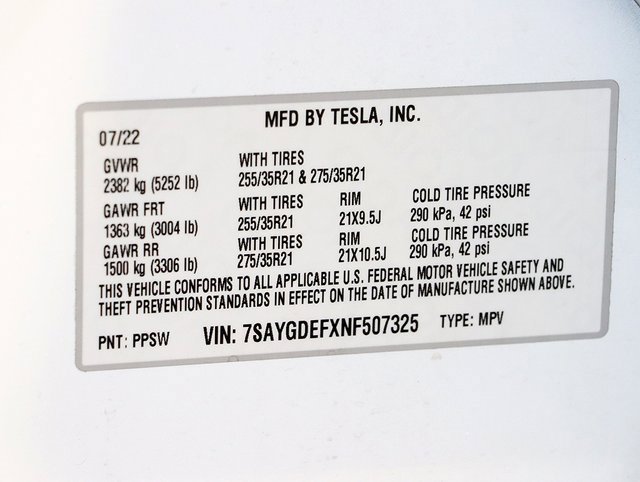 MFD BY TESLA, INC.
07/22
GVWR WITH TIRES
2382 kg (5252 lb) 255/35R21 & 275/35R21
GAWR FRT WITH TIRES RIM COLD TIRE PRESSURE
1363 kg (3004 lb) 255/35R21 21X9.5J 290 kPa, 42 psi
GAWR RR WITH TIRES RIM COLD TIRE PRESSURE
1500 kg (3306 lb) 275/35R21 21X10.5J 290 kPa, 42 psi
THIS VEHICLE CONFORMS TO ALL APPLICABLE U.S. FEDERAL MOTOR VEHICLE SAFETY AND
THEFT PREVENTION STANDARDS IN EFFECT ON THE DATE OF MANUFACTURE SHOWN ABOVE.
PNT: PPSW VIN: 7SAYGDEFXNF507325 TYPE: MPV